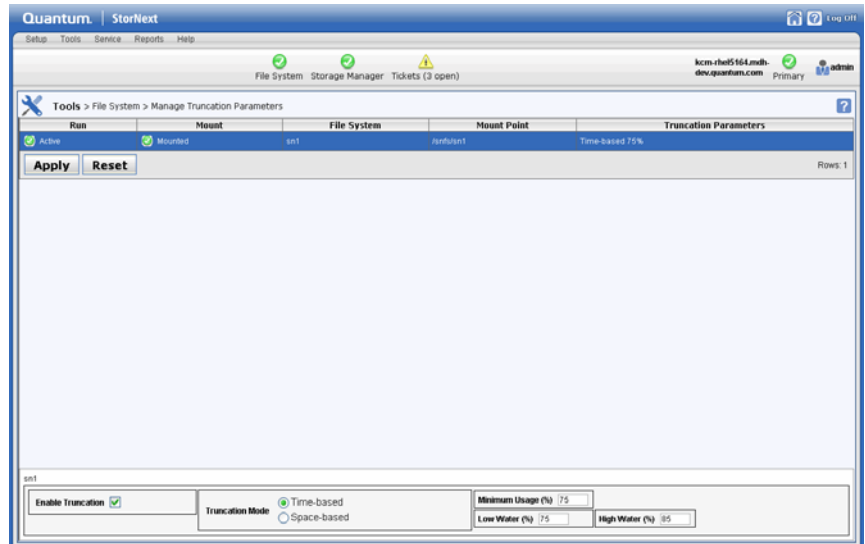 Quantum. | StorNext
Log Off
Setup Tools Service Reports Help
File System Storage Manager Tickets (3 open)
kcm-rhel5164.mdh-
dev.quantum.com
Primary
admin
Tools > File System > Manage Truncation Parameters
Run Mount File System Mount Point Truncation Parameters
Active Mounted sn1 /snfs/sn1 Time-based 75%
Apply Reset
Rows: 1
sn1
Enable Truncation
Truncation Mode
Time-based
Space-based
Minimum Usage (%) 75
Low Water (%) 75
High Water (%) 85